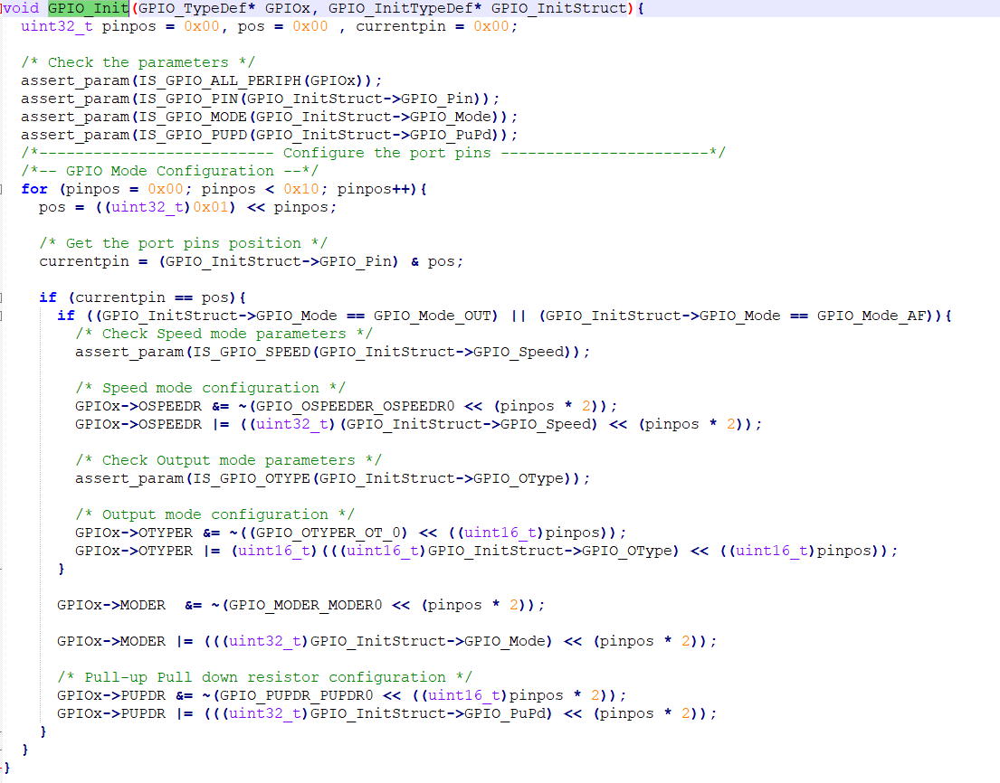 void GPIO_Init(GPIO_TypeDef* GPIOx, GPIO_InitTypeDef* GPIO_InitStruct){
  uint32_t pinpos = 0x00, pos = 0x00 , currentpin = 0x00;

  /* Check the parameters */
  assert_param(IS_GPIO_ALL_PERIPH(GPIOx));
  assert_param(IS_GPIO_PIN(GPIO_InitStruct->GPIO_Pin));
  assert_param(IS_GPIO_MODE(GPIO_InitStruct->GPIO_Mode));
  assert_param(IS_GPIO_PUPD(GPIO_InitStruct->GPIO_PuPd));
  /*-------------------------- Configure the port pins -----------------------*/
  /*-- GPIO Mode Configuration --*/
  for (pinpos = 0x00; pinpos < 0x10; pinpos++){
    pos = ((uint32_t)0x01) << pinpos;

    /* Get the port pins position */
    currentpin = (GPIO_InitStruct->GPIO_Pin) & pos;

    if (currentpin == pos){
      if ((GPIO_InitStruct->GPIO_Mode == GPIO_Mode_OUT) || (GPIO_InitStruct->GPIO_Mode == GPIO_Mode_AF)){
        /* Check Speed mode parameters */
        assert_param(IS_GPIO_SPEED(GPIO_InitStruct->GPIO_Speed));

        /* Speed mode configuration */
        GPIOx->OSPEEDR &= ~(GPIO_OSPEEDER_OSPEEDR0 << (pinpos * 2));
        GPIOx->OSPEEDR |= ((uint32_t)(GPIO_InitStruct->GPIO_Speed) << (pinpos * 2));

        /* Check Output mode parameters */
        assert_param(IS_GPIO_OTYPE(GPIO_InitStruct->GPIO_OType));

        /* Output mode configuration */
        GPIOx->OTYPER &= ~((GPIO_OTYPER_OT_0) << ((uint16_t)pinpos));
        GPIOx->OTYPER |= (uint16_t)(((uint16_t)GPIO_InitStruct->GPIO_OType) << ((uint16_t)pinpos));
      }

      GPIOx->MODER  &= ~(GPIO_MODER_MODER0 << (pinpos * 2));

      GPIOx->MODER |= (((uint32_t)GPIO_InitStruct->GPIO_Mode) << (pinpos * 2));

      /* Pull-up Pull down resistor configuration */
      GPIOx->PUPDR &= ~(GPIO_PUPDR_PUPDR0 << ((uint16_t)pinpos * 2));
      GPIOx->PUPDR |= (((uint32_t)GPIO_InitStruct->GPIO_PuPd) << (pinpos * 2));
    }
  }
}